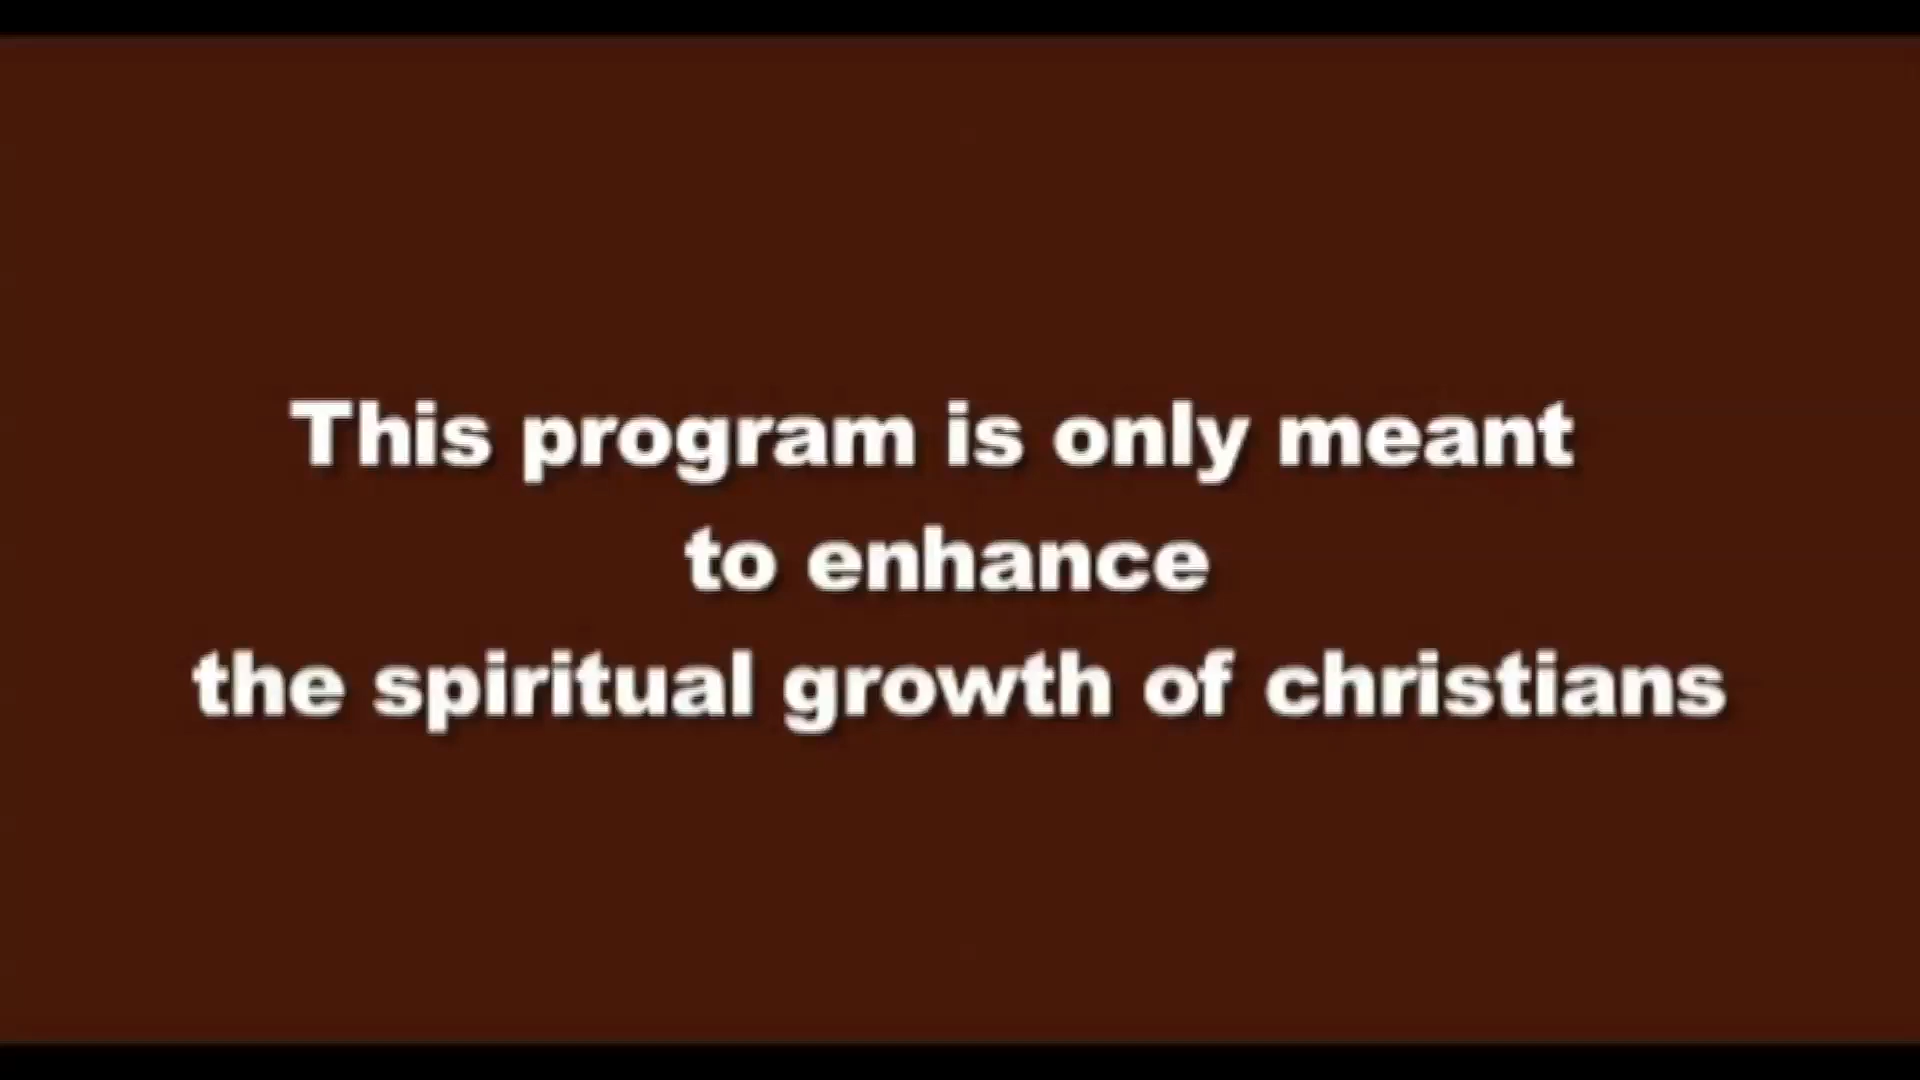 This program is only meant
to enhance
the spiritual growth of christians